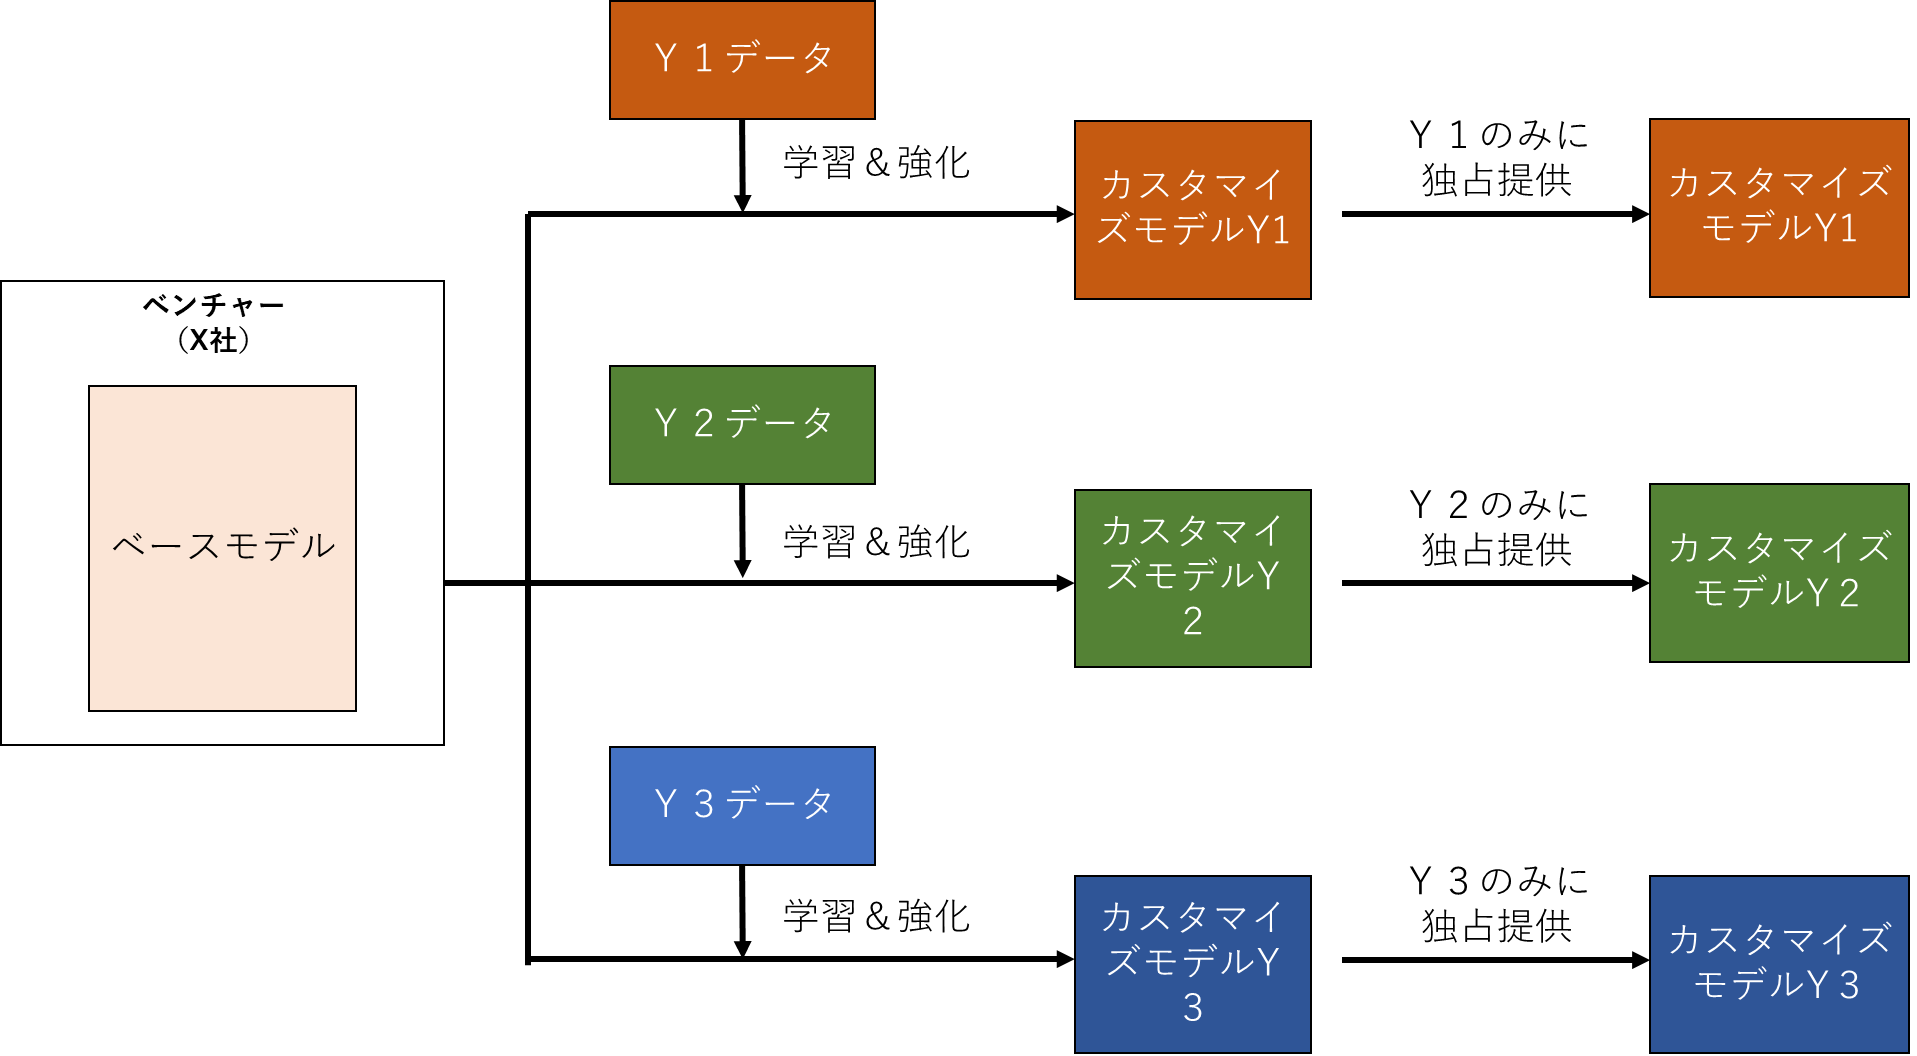 Ｙ１データ
学習＆強化
カスタマイ
ズモデルY1
Ｙ１のみに
独占提供
カスタマイズ
モデルY1
ベンチャー
（X社）
ベースモデル
Ｙ２データ
学習＆強化
カスタマイ
ズモデルY
2
Ｙ２のみに
独占提供
カスタマイズ
モデルY２
Ｙ３データ
学習＆強化
カスタマイ
ズモデルY
3
Ｙ３のみに
独占提供
カスタマイズ
モデルY３